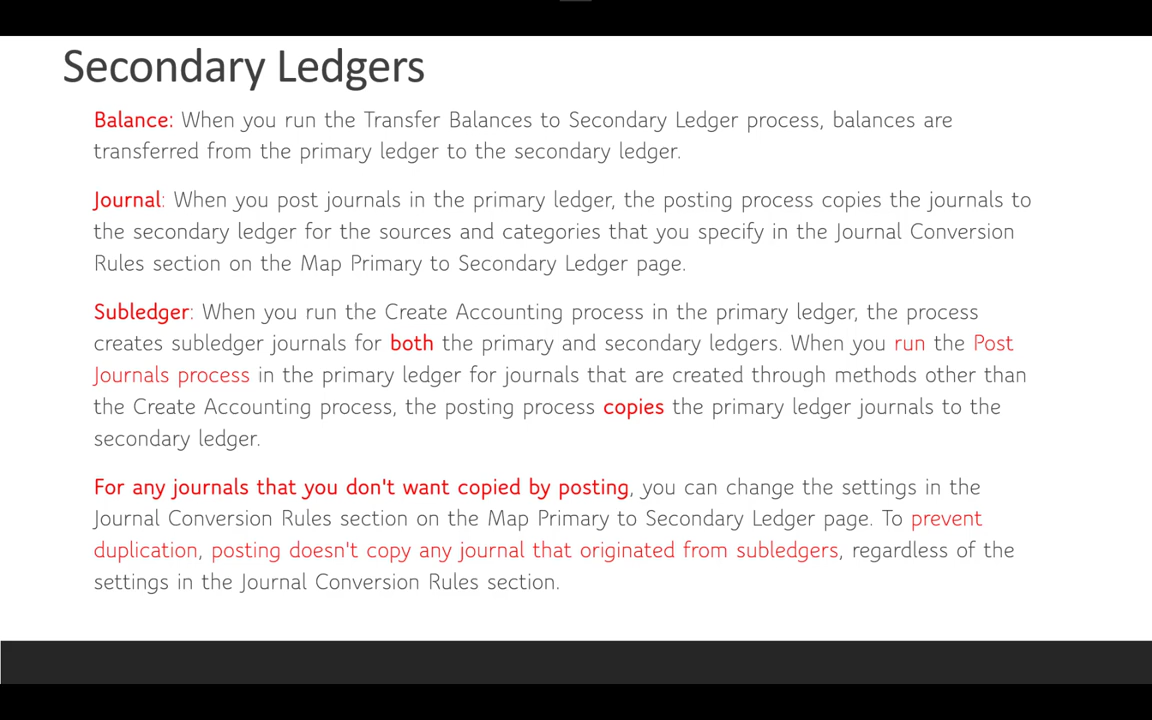 Secondary Ledgers
Balance: When you run the Transfer Balances to Secondary Ledger process, balances are
transferred from the primary ledger to the secondary ledger.
Journal: When you post journals in the primary ledger, the posting process copies the journals to
the secondary ledger for the sources and categories that you specify in the Journal Conversion
Rules section on the Map Primary to Secondary Ledger page.
Subledger: When you run the Create Accounting process in the primary ledger, the process
creates subledger journals for both the primary and secondary ledgers. When you run the Post
Journals process in the primary ledger for journals that are created through methods other than
the Create Accounting process, the posting process copies the primary ledger journals to the
secondary ledger.
For any journals that you don't want copied by posting, you can change the settings in the
Journal Conversion Rules section on the Map Primary to Secondary Ledger page. To prevent
duplication, posting doesn't copy any journal that originated from subledgers, regardless of the
settings in the Journal Conversion Rules section.